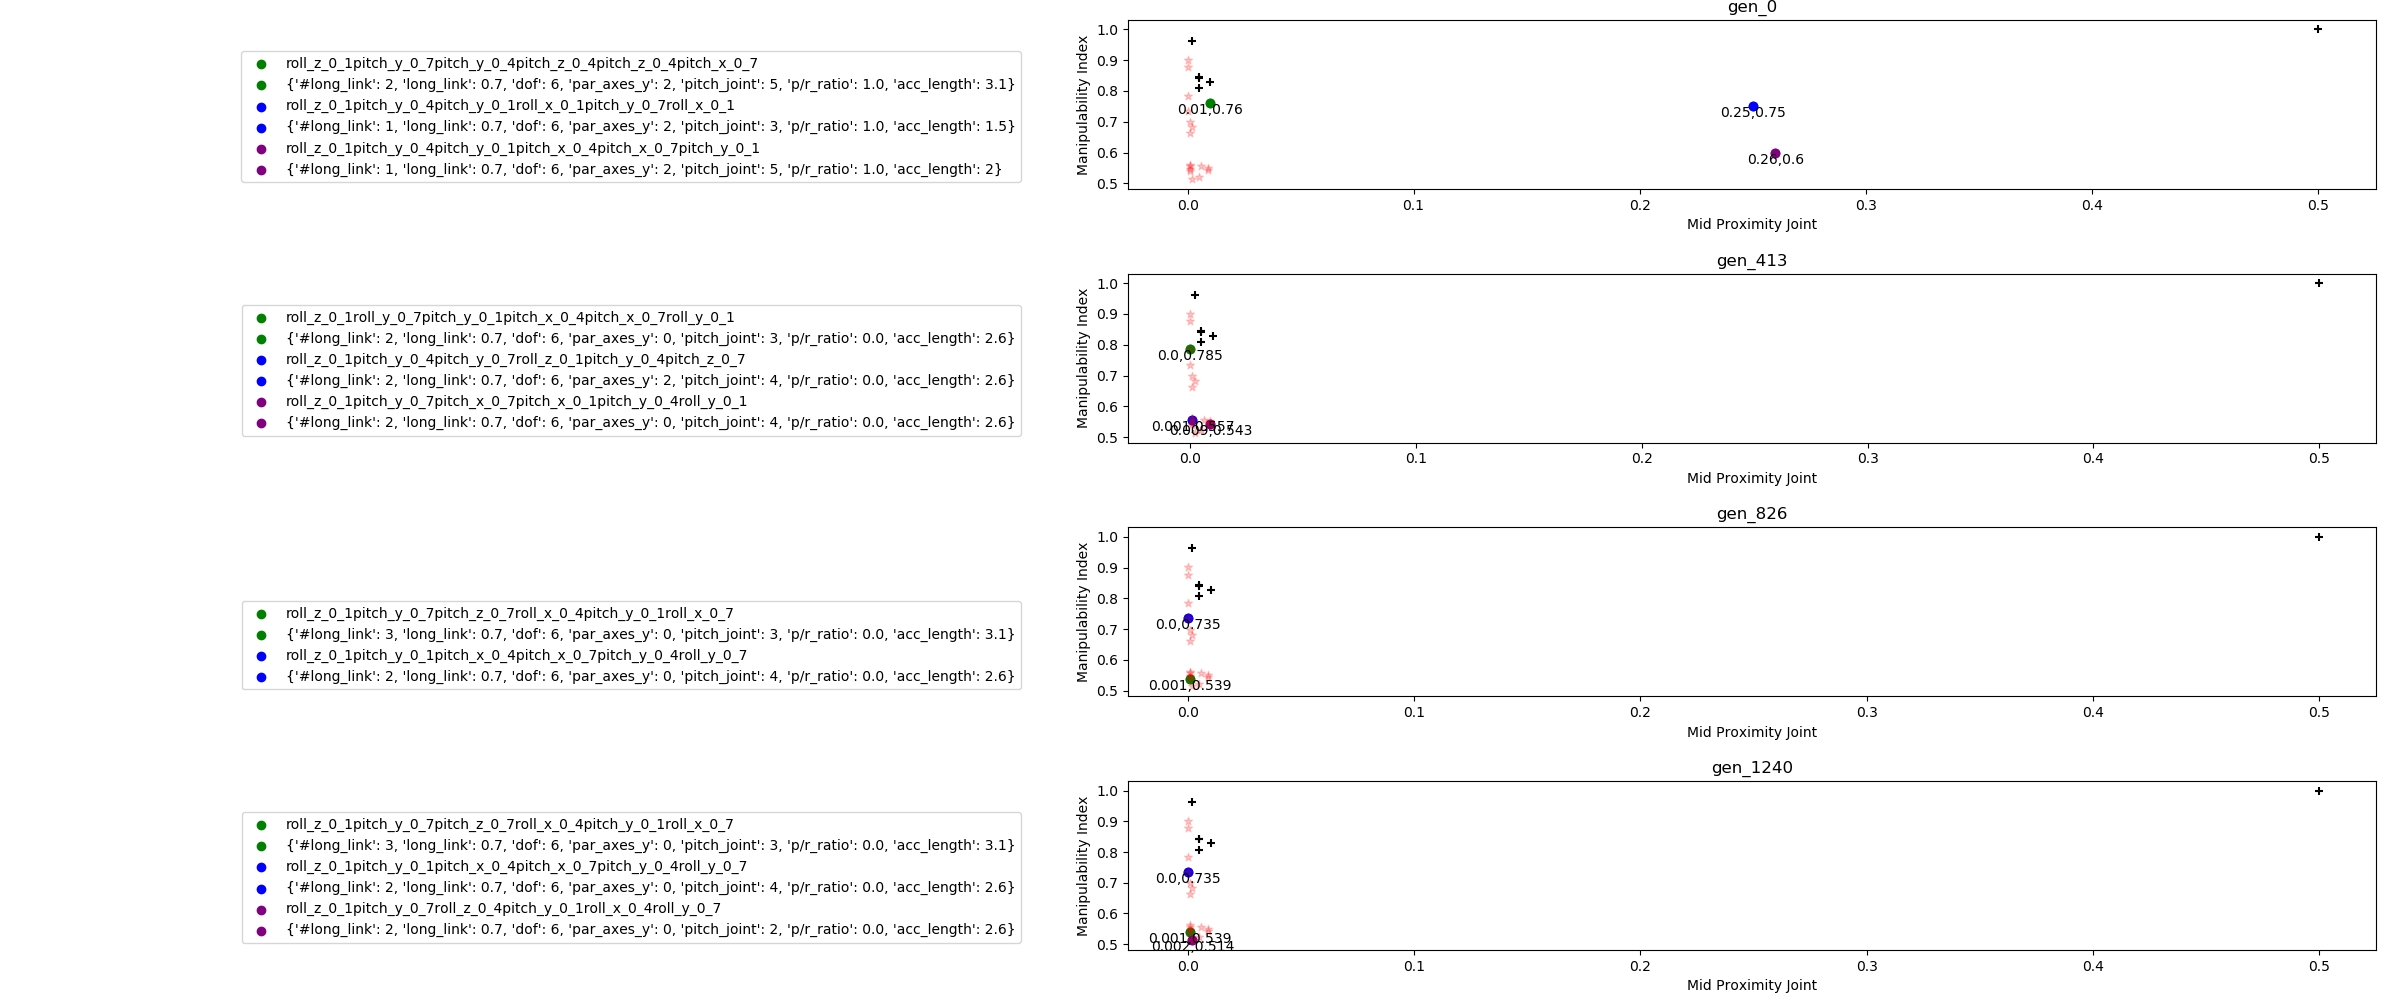 gen_0
roll_z_0_1pitch_y_0_7pitch_y_0_4pitch_z_0_4pitch_z_0_4pitch_x_0_7
{'#long_link': 2, 'long_link': 0.7, 'dof': 6, 'par_axes_y': 2, 'pitch_joint': 5, 'p/r_ratio': 1.0, 'acc_length': 3.1}
roll_z_0_1pitch_y_0_4pitch_y_0_1roll_x_0_1pitch_y_0_7roll_x_0_1
{'#long_link': 1, 'long_link': 0.7, 'dof': 6, 'par_axes_y': 2, 'pitch_joint': 3, 'p/r_ratio': 1.0, 'acc_length': 1.5}
roll_z_0_1pitch_y_0_4pitch_y_0_1pitch_x_0_4pitch_x_0_7pitch_y_0_1
{'#long_link': 1, 'long_link': 0.7, 'dof': 6, 'par_axes_y': 2, 'pitch_joint': 5, 'p/r_ratio': 1.0, 'acc_length': 2}
Manipulability Index
1.0
0.9
0.8
0.7
0.6
0.5
0.01,0.76
0.25,0.75
0.26,0.6
0.0 0.1 0.2 0.3 0.4 0.5
Mid Proximity Joint
gen_413
roll_z_0_1roll_y_0_7pitch_y_0_1pitch_x_0_4pitch_x_0_7roll_y_0_1
{'#long_link': 2, 'long_link': 0.7, 'dof': 6, 'par_axes_y': 0, 'pitch_joint': 3, 'p/r_ratio': 0.0, 'acc_length': 2.6}
roll_z_0_1pitch_y_0_4pitch_y_0_7roll_z_0_1pitch_y_0_4pitch_z_0_7
{'#long_link': 2, 'long_link': 0.7, 'dof': 6, 'par_axes_y': 2, 'pitch_joint': 4, 'p/r_ratio': 0.0, 'acc_length': 2.6}
roll_z_0_1pitch_y_0_7pitch_x_0_7pitch_x_0_1pitch_y_0_4roll_y_0_1
{'#long_link': 2, 'long_link': 0.7, 'dof': 6, 'par_axes_y': 0, 'pitch_joint': 4, 'p/r_ratio': 0.0, 'acc_length': 2.6}
Manipulability Index
1.0
0.9
0.8
0.7
0.6
0.5
0.0,0.785
0.001,0.557
0.009,0.543
0.0 0.1 0.2 0.3 0.4 0.5
Mid Proximity Joint
gen_826
roll_z_0_1pitch_y_0_7pitch_z_0_7roll_x_0_4pitch_y_0_1roll_x_0_7
{'#long_link': 3, 'long_link': 0.7, 'dof': 6, 'par_axes_y': 0, 'pitch_joint': 3, 'p/r_ratio': 0.0, 'acc_length': 3.1}
roll_z_0_1pitch_y_0_1pitch_x_0_4pitch_x_0_7pitch_y_0_4roll_y_0_7
{'#long_link': 2, 'long_link': 0.7, 'dof': 6, 'par_axes_y': 0, 'pitch_joint': 4, 'p/r_ratio': 0.0, 'acc_length': 2.6}
Manipulability Index
1.0
0.9
0.8
0.7
0.6
0.5
0.0,0.735
0.001,0.539
0.0 0.1 0.2 0.3 0.4 0.5
Mid Proximity Joint
gen_1240
roll_z_0_1pitch_y_0_7pitch_z_0_7roll_x_0_4pitch_y_0_1roll_x_0_7
{'#long_link': 3, 'long_link': 0.7, 'dof': 6, 'par_axes_y': 0, 'pitch_joint': 3, 'p/r_ratio': 0.0, 'acc_length': 3.1}
roll_z_0_1pitch_y_0_1pitch_x_0_4pitch_x_0_7pitch_y_0_4roll_y_0_7
{'#long_link': 2, 'long_link': 0.7, 'dof': 6, 'par_axes_y': 0, 'pitch_joint': 4, 'p/r_ratio': 0.0, 'acc_length': 2.6}
roll_z_0_1pitch_y_0_7roll_z_0_4pitch_y_0_1roll_x_0_4roll_y_0_7
{'#long_link': 2, 'long_link': 0.7, 'dof': 6, 'par_axes_y': 0, 'pitch_joint': 2, 'p/r_ratio': 0.0, 'acc_length': 2.6}
Manipulability Index
1.0
0.9
0.8
0.7
0.6
0.5
0.0,0.735
0.001,0.539
0.002,0.514
0.0 0.1 0.2 0.3 0.4 0.5
Mid Proximity Joint